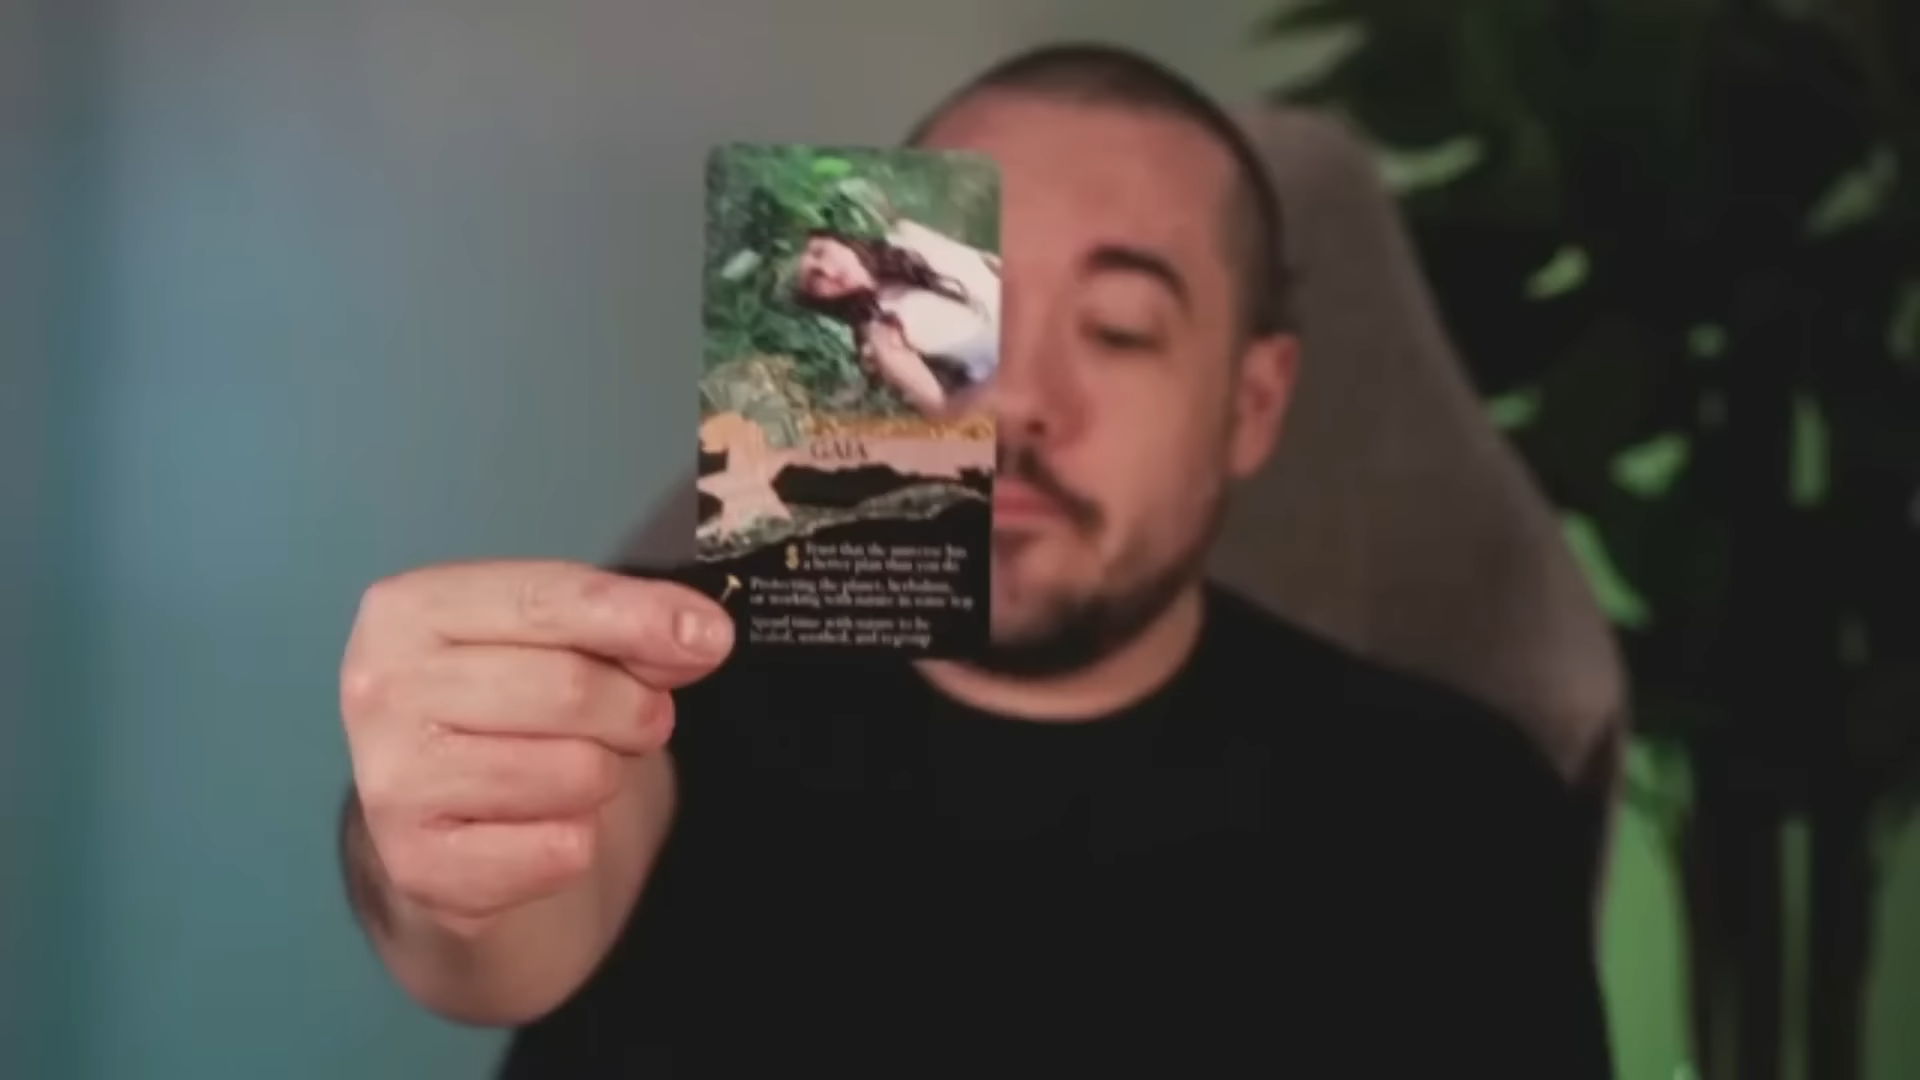 GAIA
Trust that the universe has
a better plan than you do
Protecting the planet, herbalism,
or working with nature in some way
Spend time with nature to be
healed, soothed, and regroup